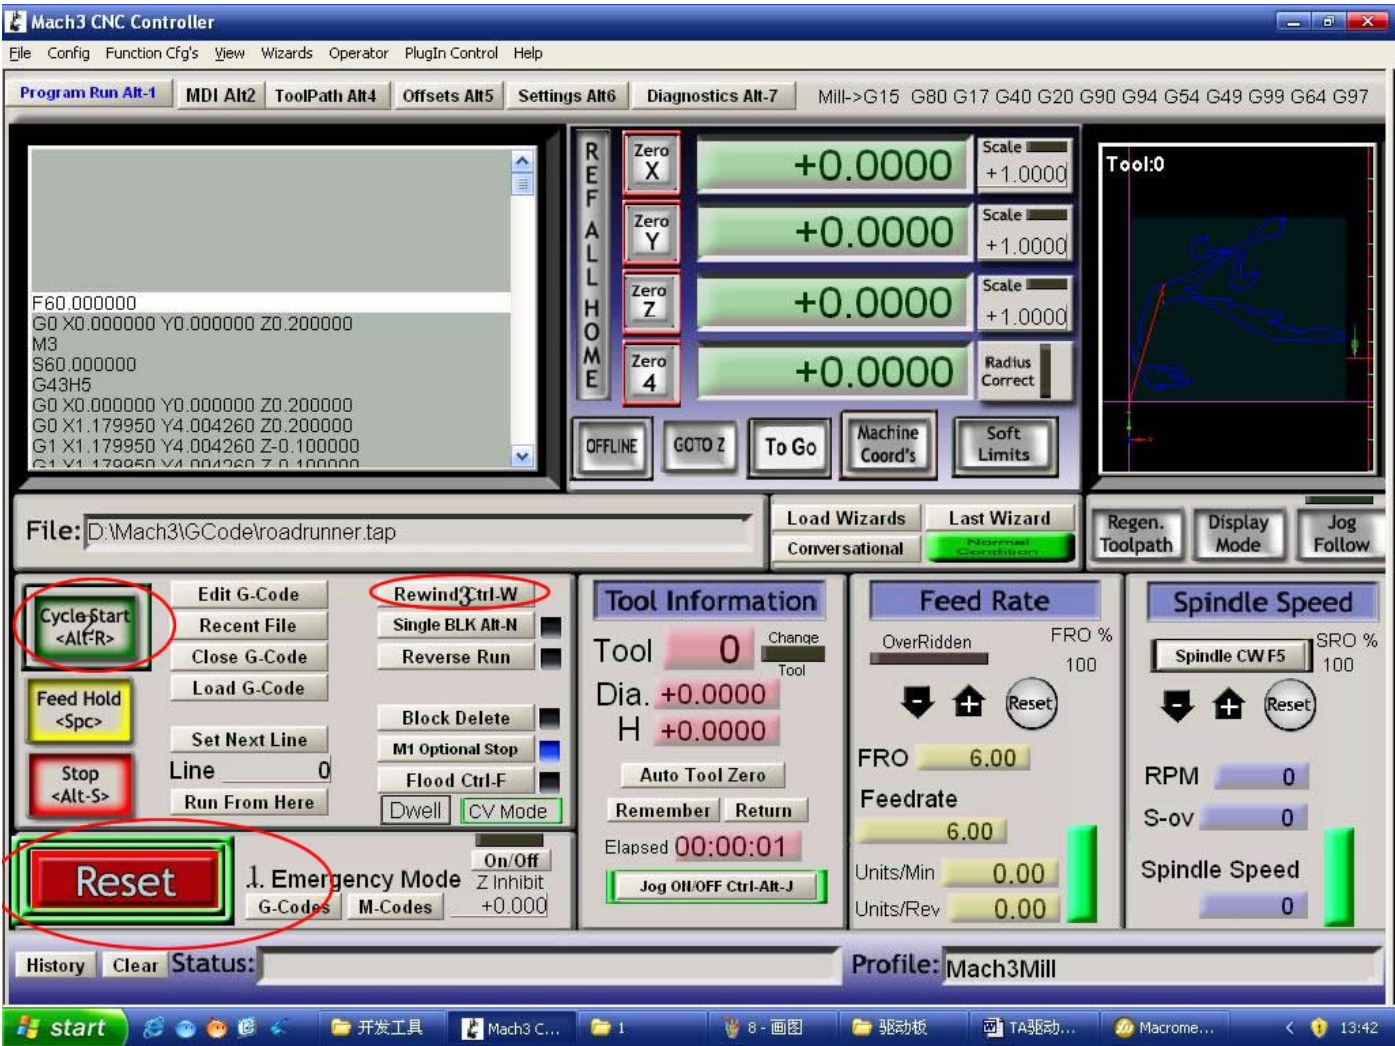 Mach3 CNC Controller
File Config Function Cfg's View Wizards Operator PlugIn Control Help
Program Run Alt-1 MDI Alt2 ToolPath Alt4 Offsets Alt5 Settings Alt6 Diagnostics Alt-7 Mill->G15 G80 G17 G40 G20 G90 G94 G54 G49 G99 G64 G97
F60.000000
G0 X0.000000 Y0.000000 Z0.200000
M3
S60.000000
G43H5
G0 X0.000000 Y0.000000 Z0.200000
G0 X1.179950 Y4.004260 Z0.200000
G1 X1.179950 Y4.004260 Z-0.100000
REF ALL HOME
Zero X +0.0000 Scale +1.0000
Zero Y +0.0000 Scale +1.0000
Zero Z +0.0000 Scale +1.0000
Zero 4 +0.0000 Radius Correct
OFFLINE GOTO Z To Go Machine Coord's Soft Limits
Tool:0
File: D:\Mach3\GCode\roadrunner.tap
Load Wizards Last Wizard
Conversational Normal Condition
Regen. Toolpath Display Mode Jog Follow
Cycle Start <Alt-R> 2
Feed Hold <Spc>
Stop <Alt-S>
Edit G-Code
Recent File
Close G-Code
Load G-Code
Set Next Line
Line 0
Run From Here
Rewind Ctrl-W 3
Single BLK Alt-N
Reverse Run
Block Delete
M1 Optional Stop
Flood Ctrl-F
Dwell CV Mode
Reset 1. Emergency Mode
G-Codes M-Codes
On/Off
Z Inhibit
+0.000
Tool Information
Tool 0 Change Tool
Dia. +0.0000
H +0.0000
Auto Tool Zero
Remember Return
Elapsed 00:00:01
Jog ON/OFF Ctrl-Alt-J
Feed Rate
OverRidden FRO % 100
Reset
FRO 6.00
Feedrate
6.00
Units/Min 0.00
Units/Rev 0.00
Spindle Speed
Spindle CW F5 SRO % 100
Reset
RPM 0
S-ov 0
Spindle Speed
0
History Clear Status: Profile: Mach3Mill
start 开发工具 Mach3 C... 1 8 - 画图 驱动板 TA驱动... Macrome... 13:42